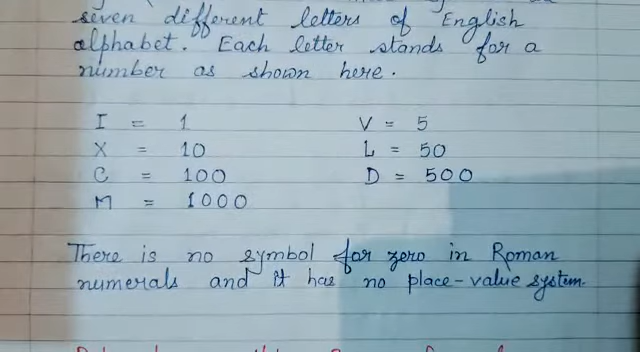 seven different letters of English
alphabet. Each letter stands for a
number as shown here.
I = 1 V = 5
X = 10 L = 50
C = 100 D = 500
M = 1000
There is no symbol for zero in Roman
numerals and it has no place-value system.